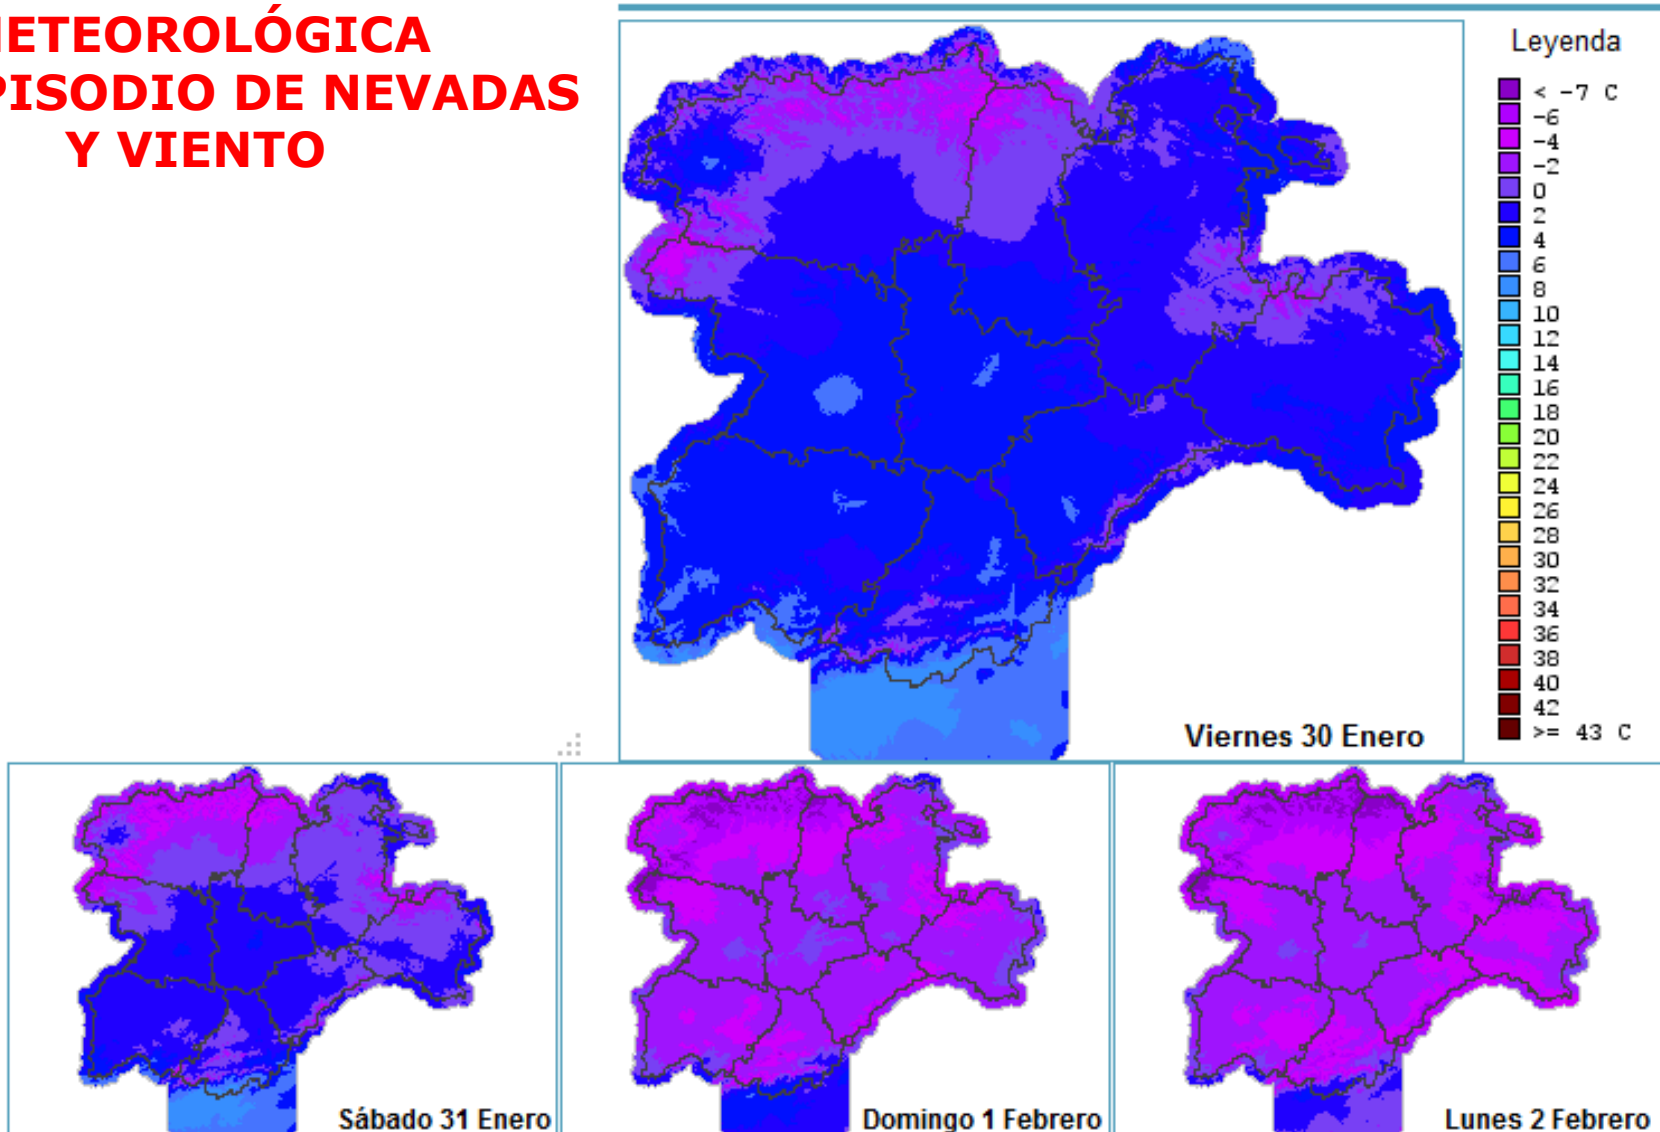 METEOROLÓGICA
PISODIO DE NEVADAS
Y VIENTO
Leyenda
< -7 C
-6
-4
-2
0
2
4
6
8
10
12
14
16
18
20
22
24
26
28
30
32
34
36
38
40
42
>= 43 C
Viernes 30 Enero
Sábado 31 Enero
Domingo 1 Febrero
Lunes 2 Febrero